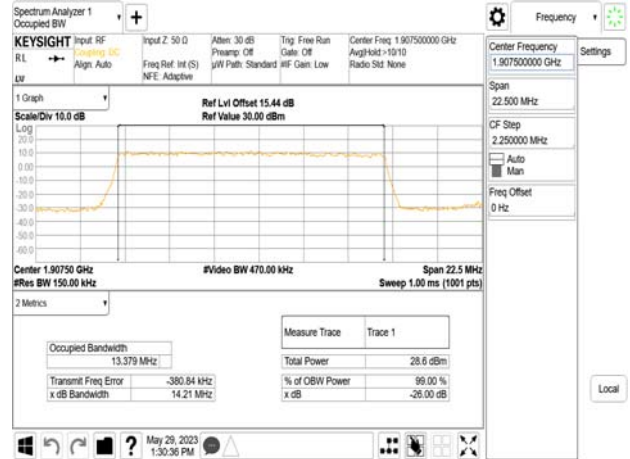 Spectrum Analyzer 1
Occupied BW
Frequency
KEYSIGHT
Input: RF
Coupling: DC
Align: Auto
Input Z: 50 Ω
Freq Ref: Int (S)
NFE: Adaptive
Atten: 30 dB
Preamp: Off
µW Path: Standard
Trig: Free Run
Gate: Off
#IF Gain: Low
Center Freq: 1.907500000 GHz
Avg|Hold:>10/10
Radio Std: None
RL
Center Frequency
1.907500000 GHz
Settings
Span
22.500 MHz
CF Step
2.250000 MHz
Auto
Man
Freq Offset
0 Hz
Local
1 Graph
Scale/Div 10.0 dB
Ref Lvl Offset 15.44 dB
Ref Value 30.00 dBm
Log
20.0
10.0
0.00
-10.0
-20.0
-30.0
-40.0
-50.0
-60.0
Center 1.90750 GHz
#Video BW 470.00 kHz
Span 22.5 MHz
#Res BW 150.00 kHz
Sweep 1.00 ms (1001 pts)
2 Metrics
Measure Trace
Trace 1
Occupied Bandwidth
13.379 MHz
Total Power
28.6 dBm
Transmit Freq Error
-380.84 kHz
% of OBW Power
99.00 %
x dB Bandwidth
14.21 MHz
x dB
-26.00 dB
?
May 29, 2023
1:30:36 PM